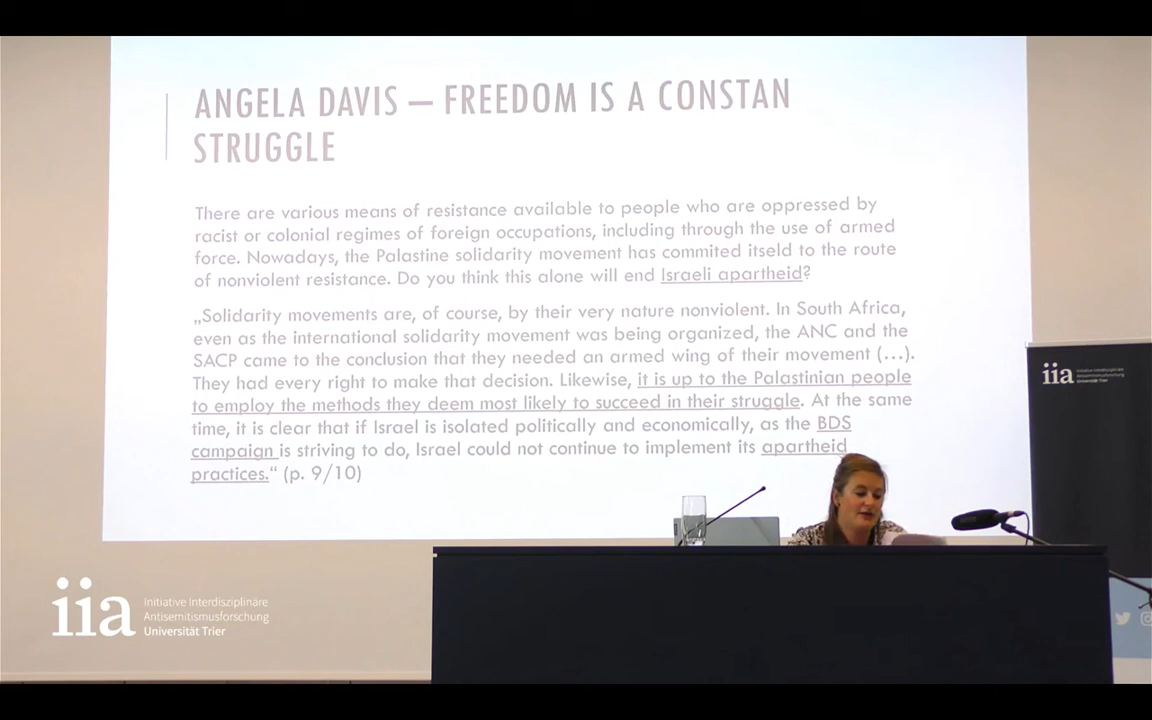 ANGELA DAVIS – FREEDOM IS A CONSTAN
STRUGGLE
There are various means of resistance available to people who are oppressed by
racist or colonial regimes of foreign occupations, including through the use of armed
force. Nowadays, the Palastine solidarity movement has commited itseld to the route
of nonviolent resistance. Do you think this alone will end Israeli apartheid?
„Solidarity movements are, of course, by their very nature nonviolent. In South Africa,
even as the international solidarity movement was being organized, the ANC and the
SACP came to the conclusion that they needed an armed wing of their movement (...).
They had every right to make that decision. Likewise, it is up to the Palastinian people
to employ the methods they deem most likely to succeed in their struggle. At the same
time, it is clear that if Israel is isolated politically and economically, as the BDS
campaign is striving to do, Israel could not continue to implement its apartheid
practices.“ (p. 9/10)
iia
Initiative Interdisziplinäre
Antisemitismusforschung
Universität Trier
iia
Initiative Interdisziplinäre
Antisemitismusforschung
Universität Trier